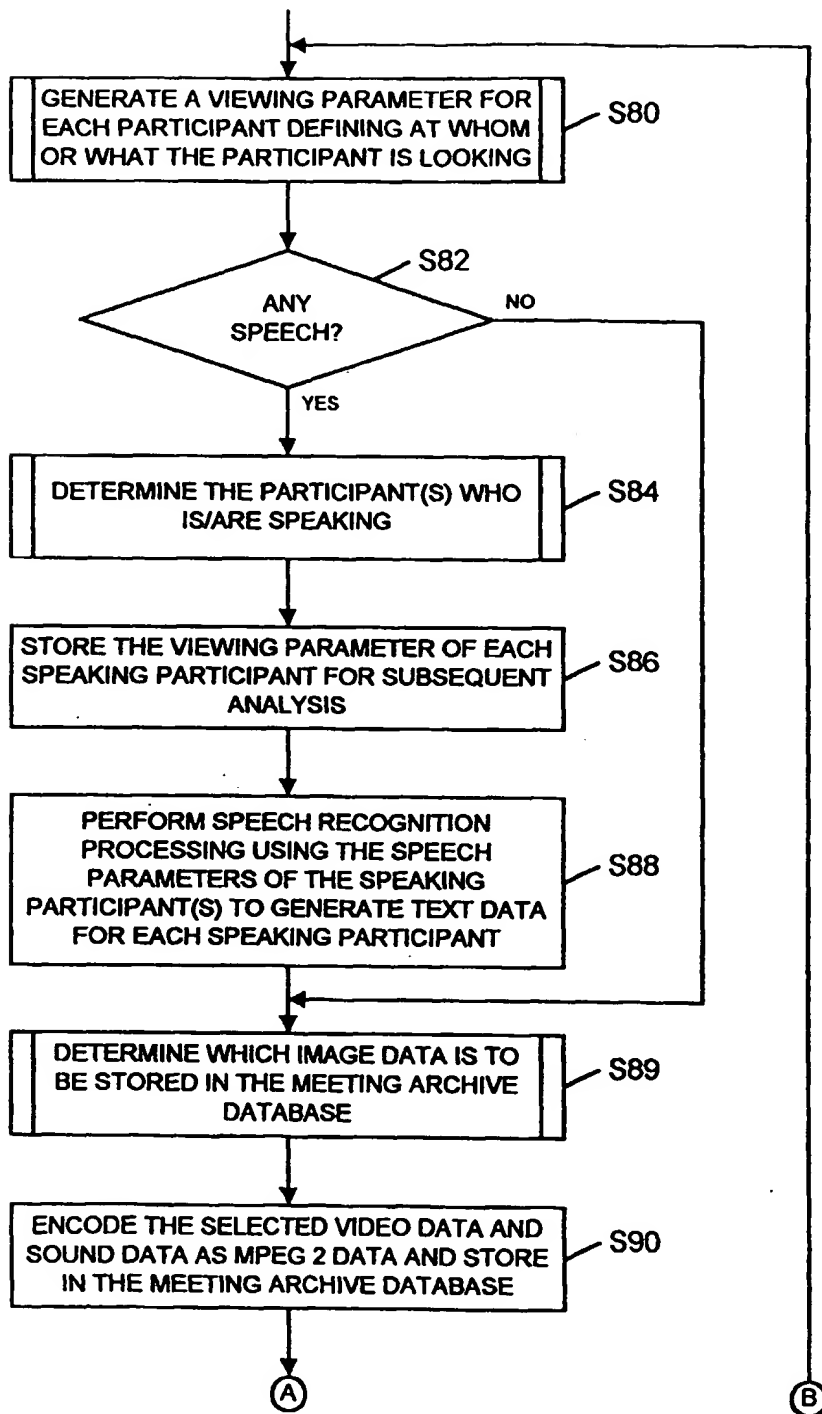 GENERATE A VIEWING PARAMETER FOR
EACH PARTICIPANT DEFINING AT WHOM
OR WHAT THE PARTICIPANT IS LOOKING
S80
S82
ANY
SPEECH?
NO
YES
DETERMINE THE PARTICIPANT(S) WHO
IS/ARE SPEAKING
S84
STORE THE VIEWING PARAMETER OF EACH
SPEAKING PARTICIPANT FOR SUBSEQUENT
ANALYSIS
S86
PERFORM SPEECH RECOGNITION
PROCESSING USING THE SPEECH
PARAMETERS OF THE SPEAKING
PARTICIPANT(S) TO GENERATE TEXT DATA
FOR EACH SPEAKING PARTICIPANT
S88
DETERMINE WHICH IMAGE DATA IS TO
BE STORED IN THE MEETING ARCHIVE
DATABASE
S89
ENCODE THE SELECTED VIDEO DATA AND
SOUND DATA AS MPEG 2 DATA AND STORE
IN THE MEETING ARCHIVE DATABASE
S90
A
B